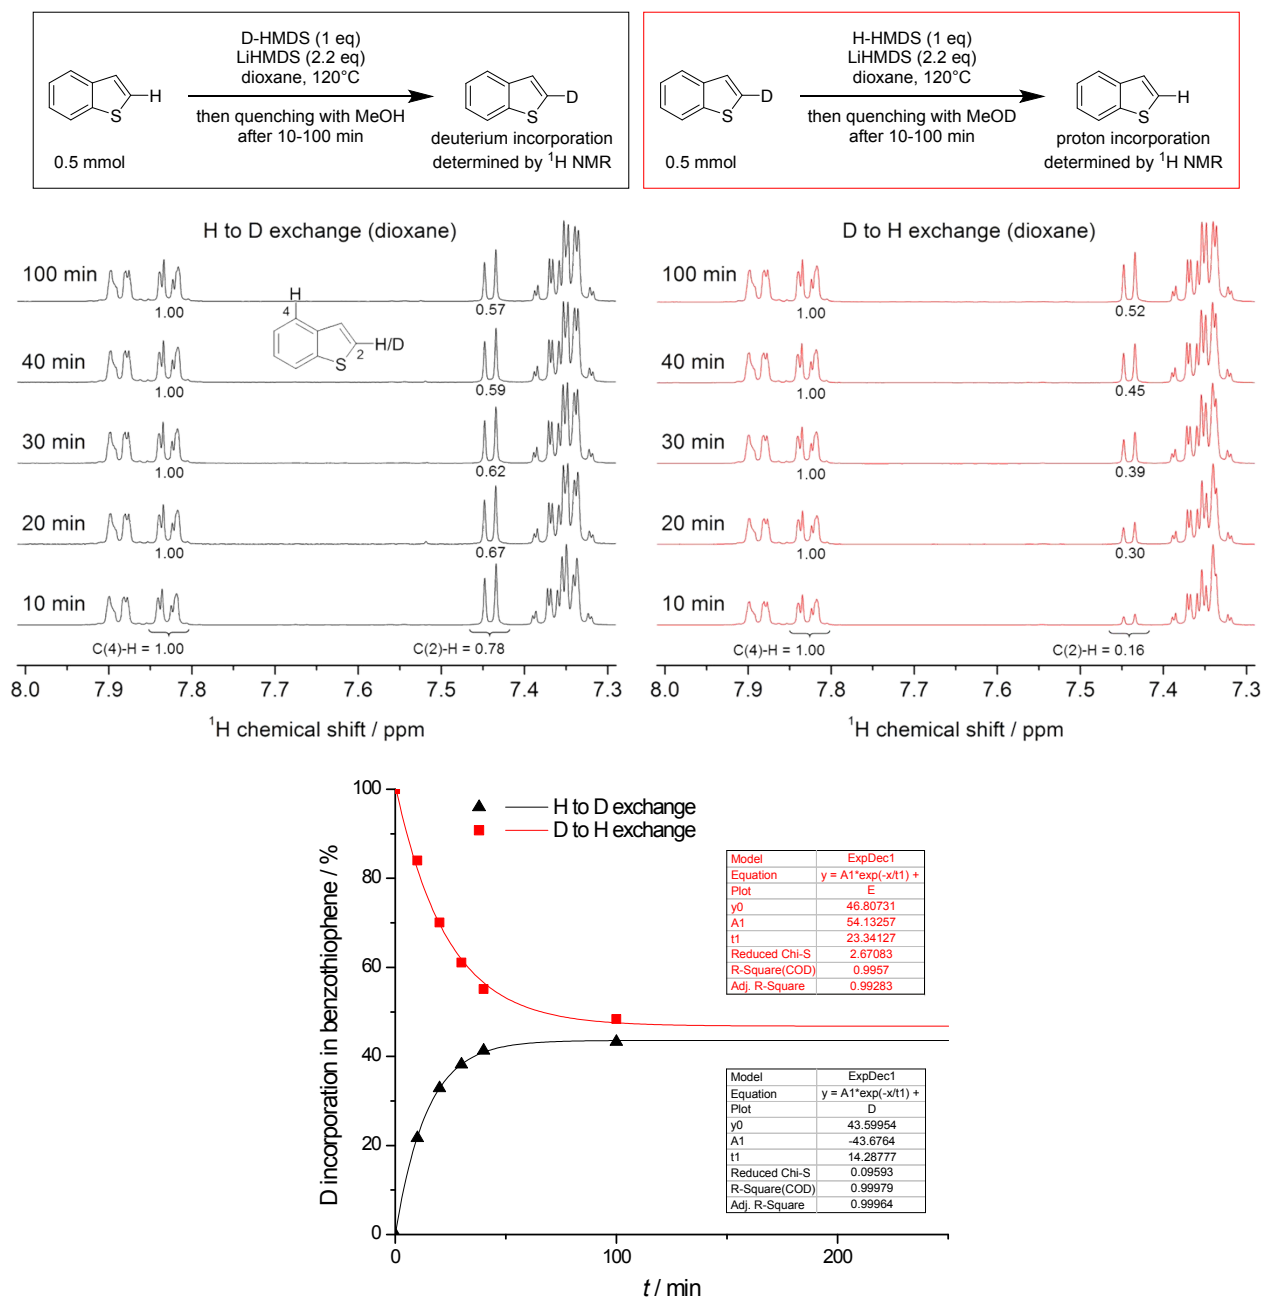 D-HMDS (1 eq)
LiHMDS (2.2 eq)
dioxane, 120°C
H
S
D
S
then quenching with MeOH
after 10-100 min
deuterium incorporation
determined by ¹H NMR
0.5 mmol
H-HMDS (1 eq)
LiHMDS (2.2 eq)
dioxane, 120°C
D
S
H
S
then quenching with MeOD
after 10-100 min
proton incorporation
determined by ¹H NMR
0.5 mmol
H to D exchange (dioxane)
100 min
1.00
0.57
H
4
H/D
2
S
40 min
1.00
0.59
30 min
1.00
0.62
20 min
1.00
0.67
10 min
C(4)-H = 1.00
C(2)-H = 0.78
8.0 7.9 7.8 7.7 7.6 7.5 7.4 7.3
¹H chemical shift / ppm
D to H exchange (dioxane)
100 min
1.00
0.52
40 min
1.00
0.45
30 min
1.00
0.39
20 min
1.00
0.30
10 min
C(4)-H = 1.00
C(2)-H = 0.16
8.0 7.9 7.8 7.7 7.6 7.5 7.4 7.3
¹H chemical shift / ppm
D incorporation in benzothiophene / %
100
80
60
40
20
0
0 100 200
t / min
H to D exchange
D to H exchange
Model ExpDec1
Equation y = A1*exp(-x/t1) +
Plot E
y0 46.80731
A1 54.13257
t1 23.34127
Reduced Chi-S 2.67083
R-Square(COD) 0.9957
Adj. R-Square 0.99283
Model ExpDec1
Equation y = A1*exp(-x/t1) +
Plot D
y0 43.59954
A1 -43.6764
t1 14.28777
Reduced Chi-S 0.09593
R-Square(COD) 0.99979
Adj. R-Square 0.99964